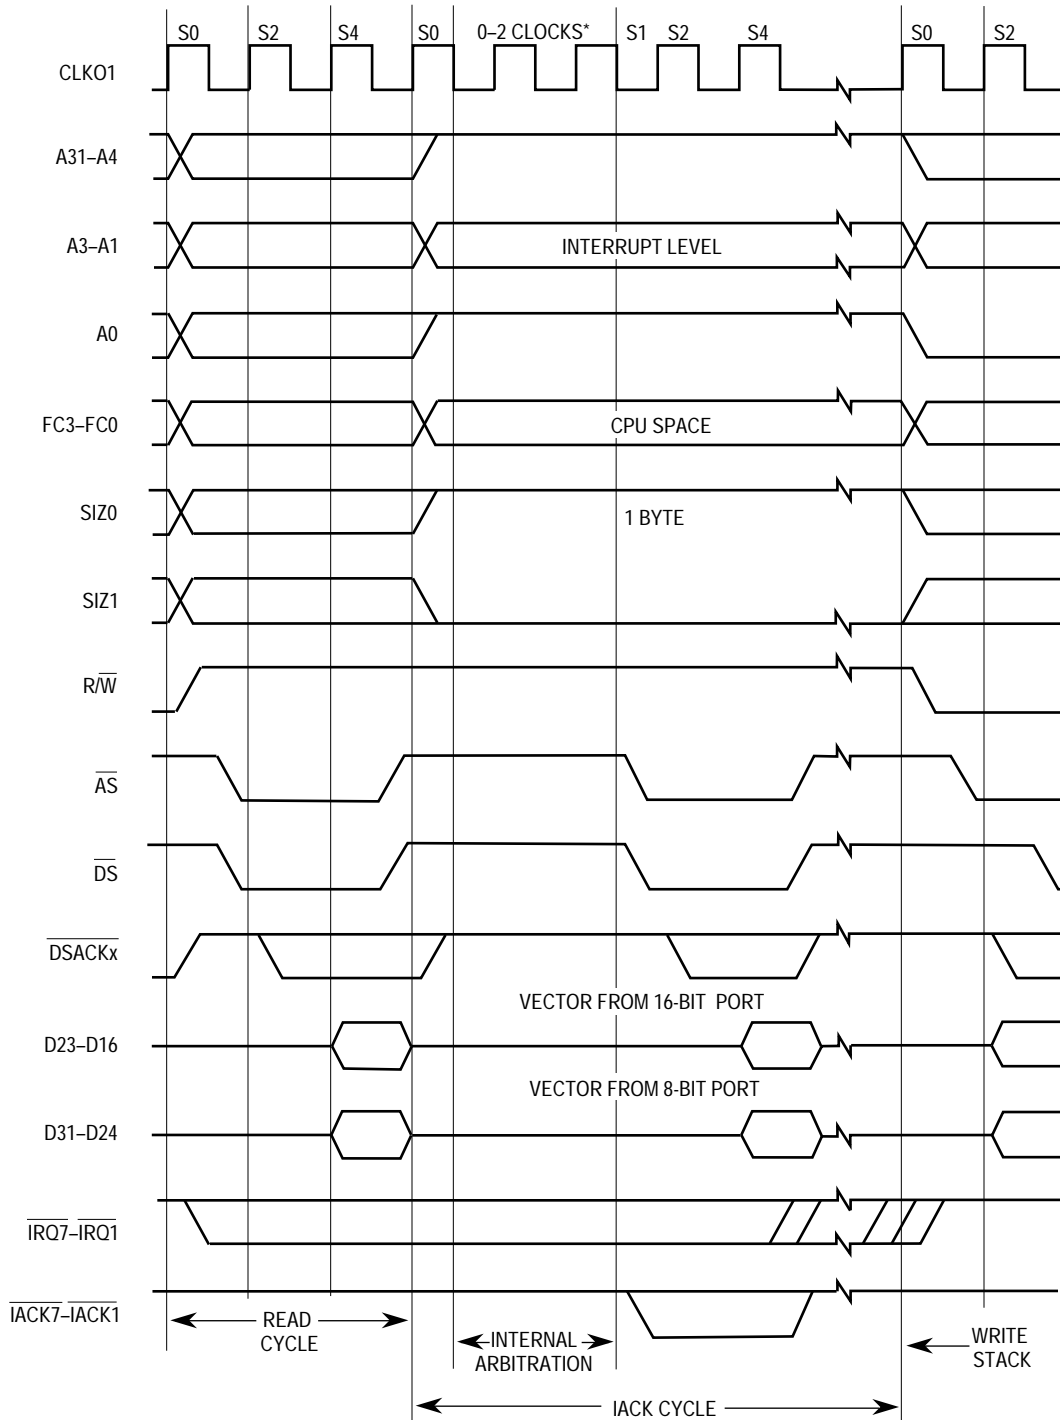 S0 S2 S4 S0 0–2 CLOCKS* S1 S2 S4 S0 S2
CLKO1
A31–A4
A3–A1 INTERRUPT LEVEL
A0
FC3–FC0 CPU SPACE
SIZ0 1 BYTE
SIZ1
R/W
AS
DS
DSACKx
VECTOR FROM 16-BIT PORT
D23–D16
VECTOR FROM 8-BIT PORT
D31–D24
IRQ7–IRQ1
IACK7–IACK1
READ
CYCLE
INTERNAL
ARBITRATION
WRITE
STACK
IACK CYCLE